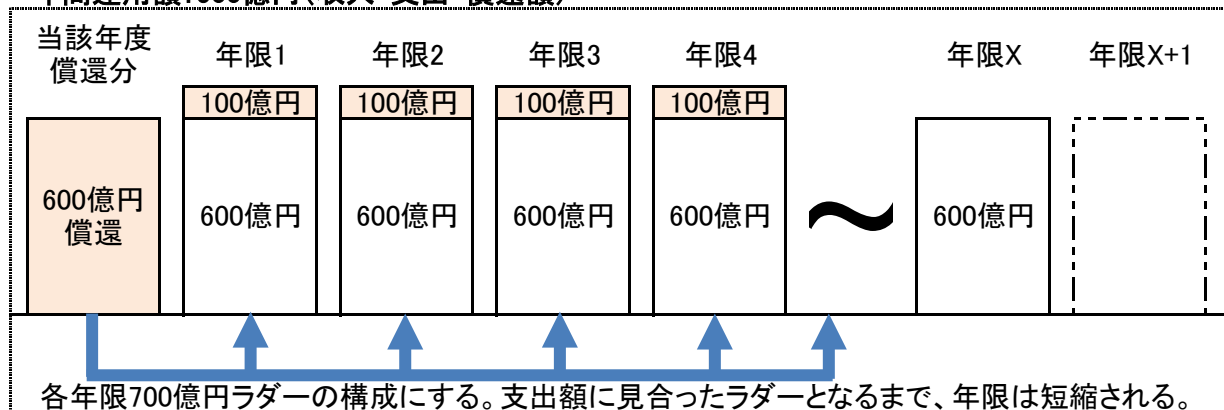 当該年度
償還分
年限1
年限2
年限3
年限4
年限X
年限X+1
100億円
100億円
100億円
100億円
600億円
償還
600億円
600億円
600億円
600億円
～
600億円
各年限700億円ラダーの構成にする。支出額に見合ったラダーとなるまで、年限は短縮される。